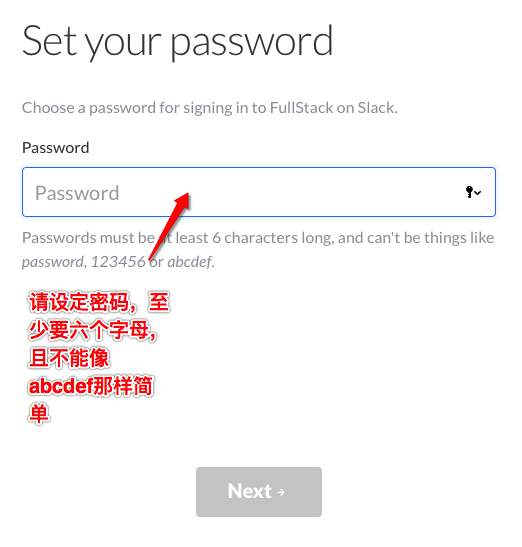 Set your password
Choose a password for signing in to FullStack on Slack.
Password
Password
Passwords must be at least 6 characters long, and can't be things like
password, 123456 or abcdef.
请设定密码，至
少要六个字母，
且不能像
abcdef那样简
单
Next →